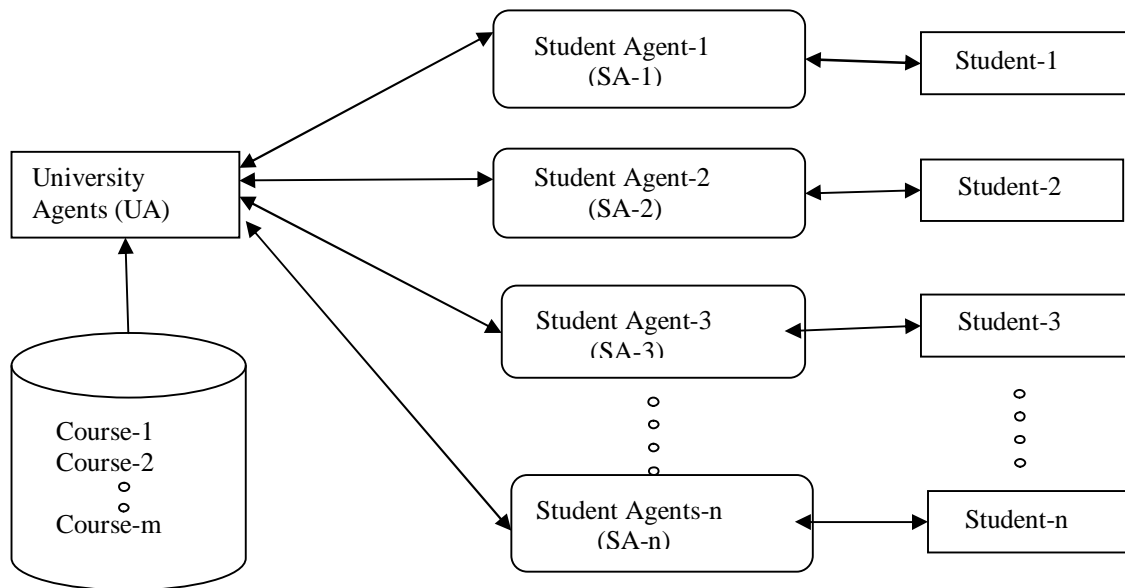 Student Agent-1
(SA-1)
Student-1
University
Agents (UA)
Student Agent-2
(SA-2)
Student-2
Student Agent-3
(SA-3)
Student-3
Course-1
Course-2
Course-m
Student Agents-n
(SA-n)
Student-n